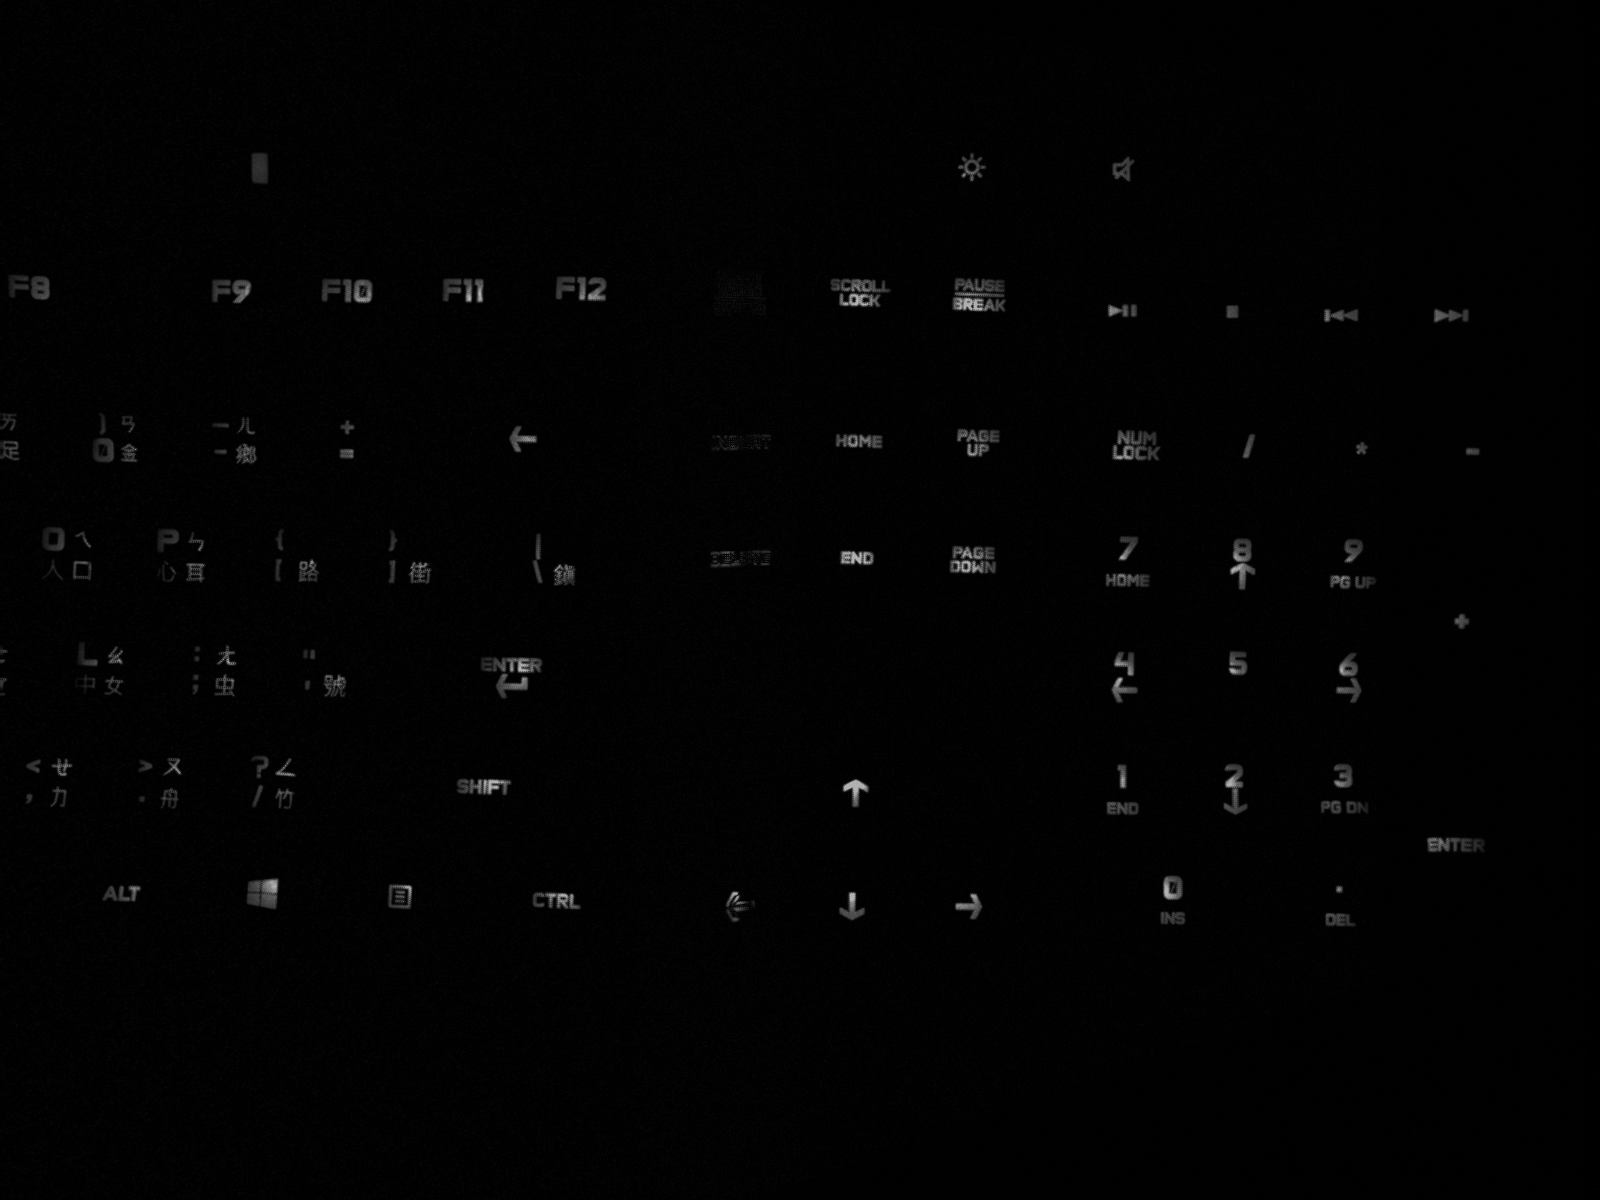 F8 F9 F10 F11 F12 SCROLL LOCK PAUSE BREAK
) ㄢ - ㄦ +
0 金 - 鄉 = ← HOME PAGE UP NUM LOCK / * -
O ㄟ P ㄣ { } |
人 口 心 耳 [ 路 ] 街 \ 鎖 END PAGE DOWN 7 HOME 8 ↑ 9 PG UP
+
L ㄠ : ㄤ "
中 女 ; 虫 ' 號 ENTER 4 ← 5 6 →
< ㄝ > ㄡ ? ㄥ
, 力 . 舟 / 竹 SHIFT ↑ 1 END 2 ↓ 3 PG DN
ENTER
ALT CTRL ← ↓ → 0 INS . DEL